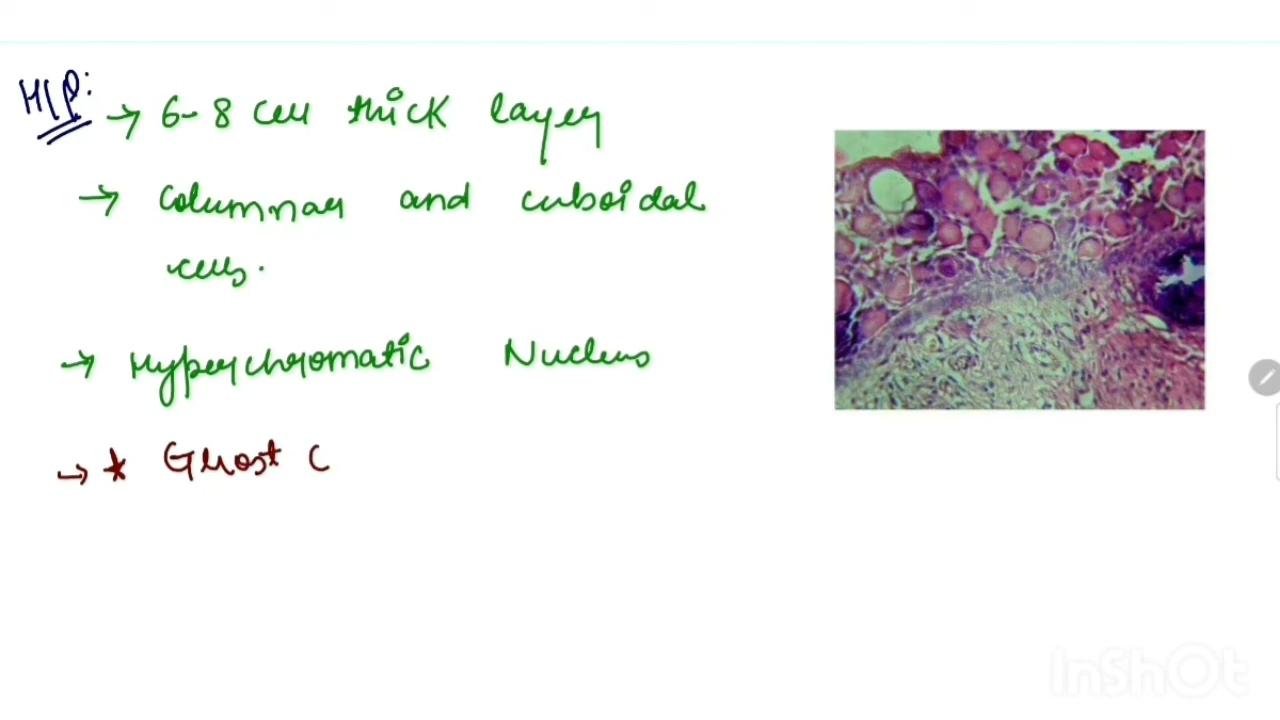 H/P:
→ 6-8 cell thick layer
→ columnar and cuboidal
cells.
→ Hyperchromatic Nucleus
→ * Ghost C
InShOt